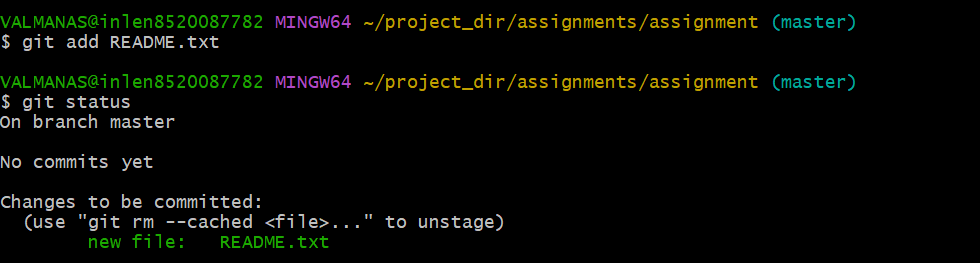 VALMANAS@inlen8520087782 MINGW64 ~/project_dir/assignments/assignment (master)
$ git add README.txt
VALMANAS@inlen8520087782 MINGW64 ~/project_dir/assignments/assignment (master)
$ git status
On branch master
No commits yet
Changes to be committed:
  (use "git rm --cached <file>..." to unstage)
        new file:   README.txt